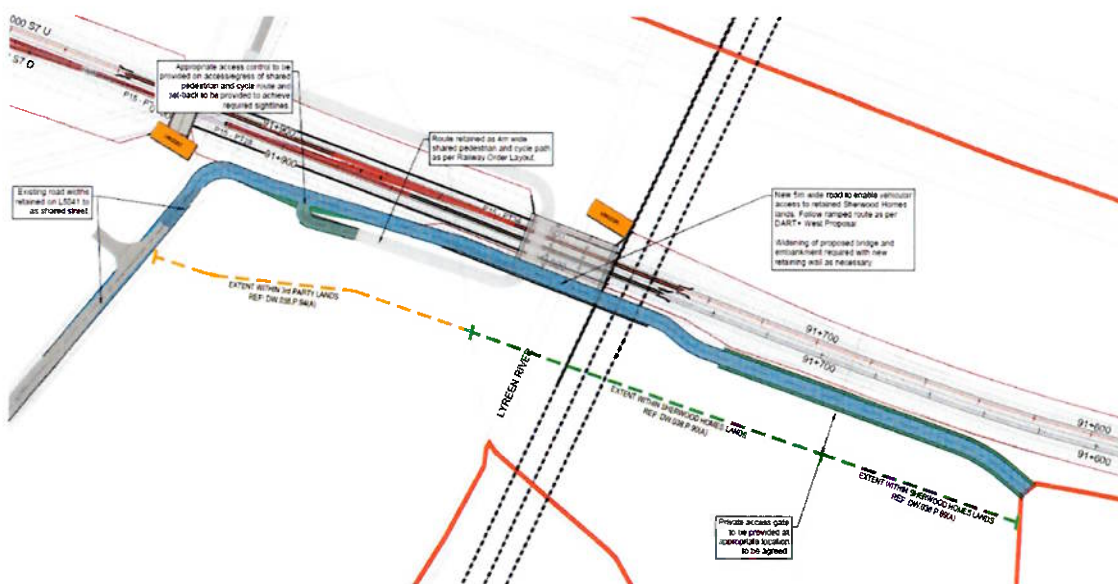 000 S7 U
S7 D
Appropriate access control to be
provided on access/egress of shared
pedestrian and cycle route and
set-back to be provided to achieve
required sightlines.
91+900
91+900
Route retained as 4m wide
shared pedestrian and cycle path
as per Railway Order Layout.
Existing road widths
retained on L5041 to
as shared street.
New 5m wide road to enable vehicular
access to retained Sherwood Homes
lands. Follow ramped route as per
DART+ West Proposal.
Widening of proposed bridge and
embankment required with new
retaining wall as necessary.
EXTENT WITHIN 3rd PARTY LANDS
LYREEN RIVER
91+700
91+700
EXTENT WITHIN SHERWOOD HOMES LANDS
91+600
91+600
EXTENT WITHIN SHERWOOD HOMES LANDS
Private access gate
to be provided at
appropriate location
to be agreed.